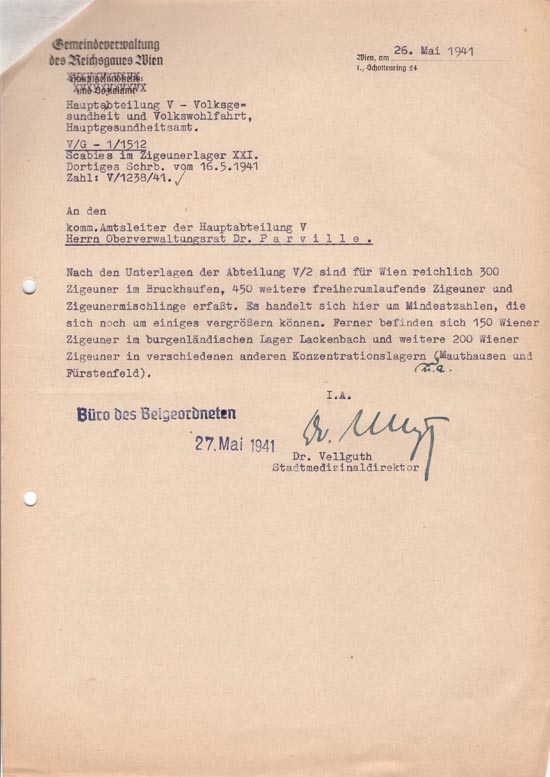 Gemeindeverwaltung
des Reichsgaues Wien
Hauptgesundheits-
und Sozialamt
Wien, am 26. Mai 1941
1., Schottenring 24
Hauptabteilung V - Volksge=
sundheit und Volkswohlfahrt,
Hauptgesundheitsamt.
V/G - 1/1512
Scabies im Zigeunerlager XXI.
Dortiges Schrb. vom 16.5.1941
Zahl: V/1238/41.
An den
komm.Amtsleiter der Hauptabteilung V
Herrn Oberverwaltungsrat Dr. P a r v i l l e .
Nach den Unterlagen der Abteilung V/2 sind für Wien reichlich 300
Zigeuner im Bruckhaufen, 450 weitere freiherumlaufende Zigeuner und
Zigeunermischlinge erfaßt. Es handelt sich hier um Mindestzahlen, die
sich noch um einiges vergrößern können. Ferner befinden sich 150 Wiener
Zigeuner im burgenländischen Lager Lackenbach und weitere 200 Wiener
Zigeuner in verschiedenen anderen Konzentrationslagern (Mauthausen und
Fürstenfeld).
u.a.
I.A.
Büro des Beigeordneten
27. Mai 1941
Dr.
Dr. Vellguth
Stadtmedizinaldirektor